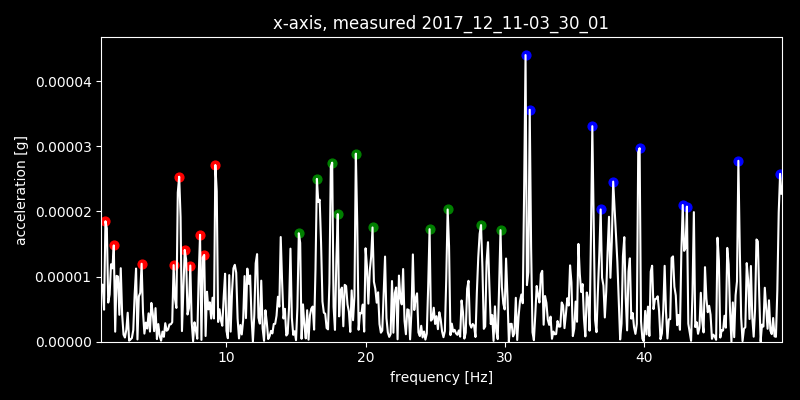 x-axis, measured 2017_12_11-03_30_01
acceleration [g]
0.00004
0.00003
0.00002
0.00001
0.00000
10 20 30 40
frequency [Hz]